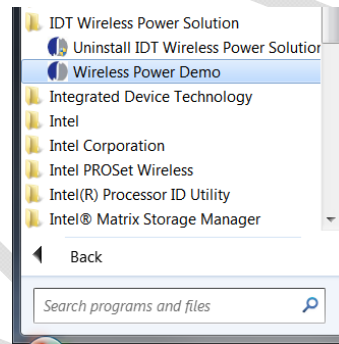 IDT Wireless Power Solution
Uninstall IDT Wireless Power Solution
Wireless Power Demo
Integrated Device Technology
Intel
Intel Corporation
Intel PROSet Wireless
Intel(R) Processor ID Utility
Intel® Matrix Storage Manager
Back
Search programs and files